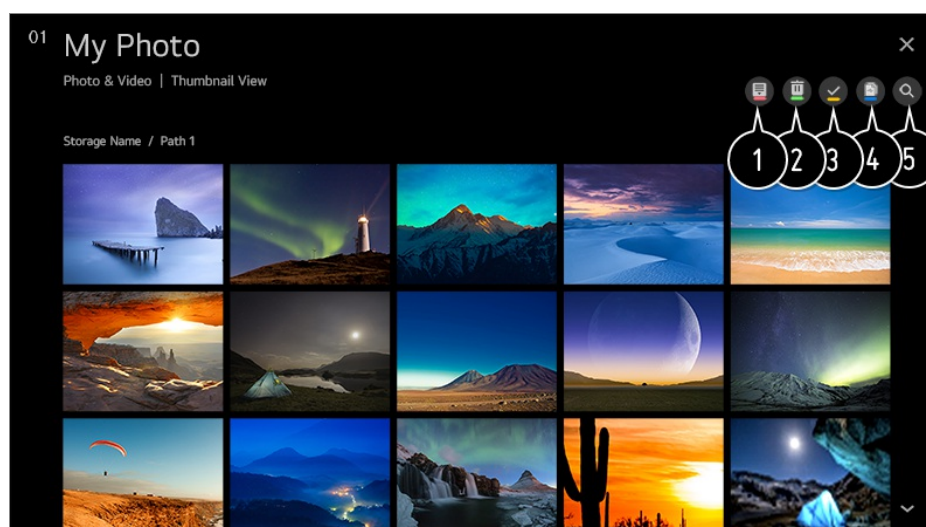 01
My Photo
Photo & Video | Thumbnail View
Storage Name / Path 1
1 2 3 4 5